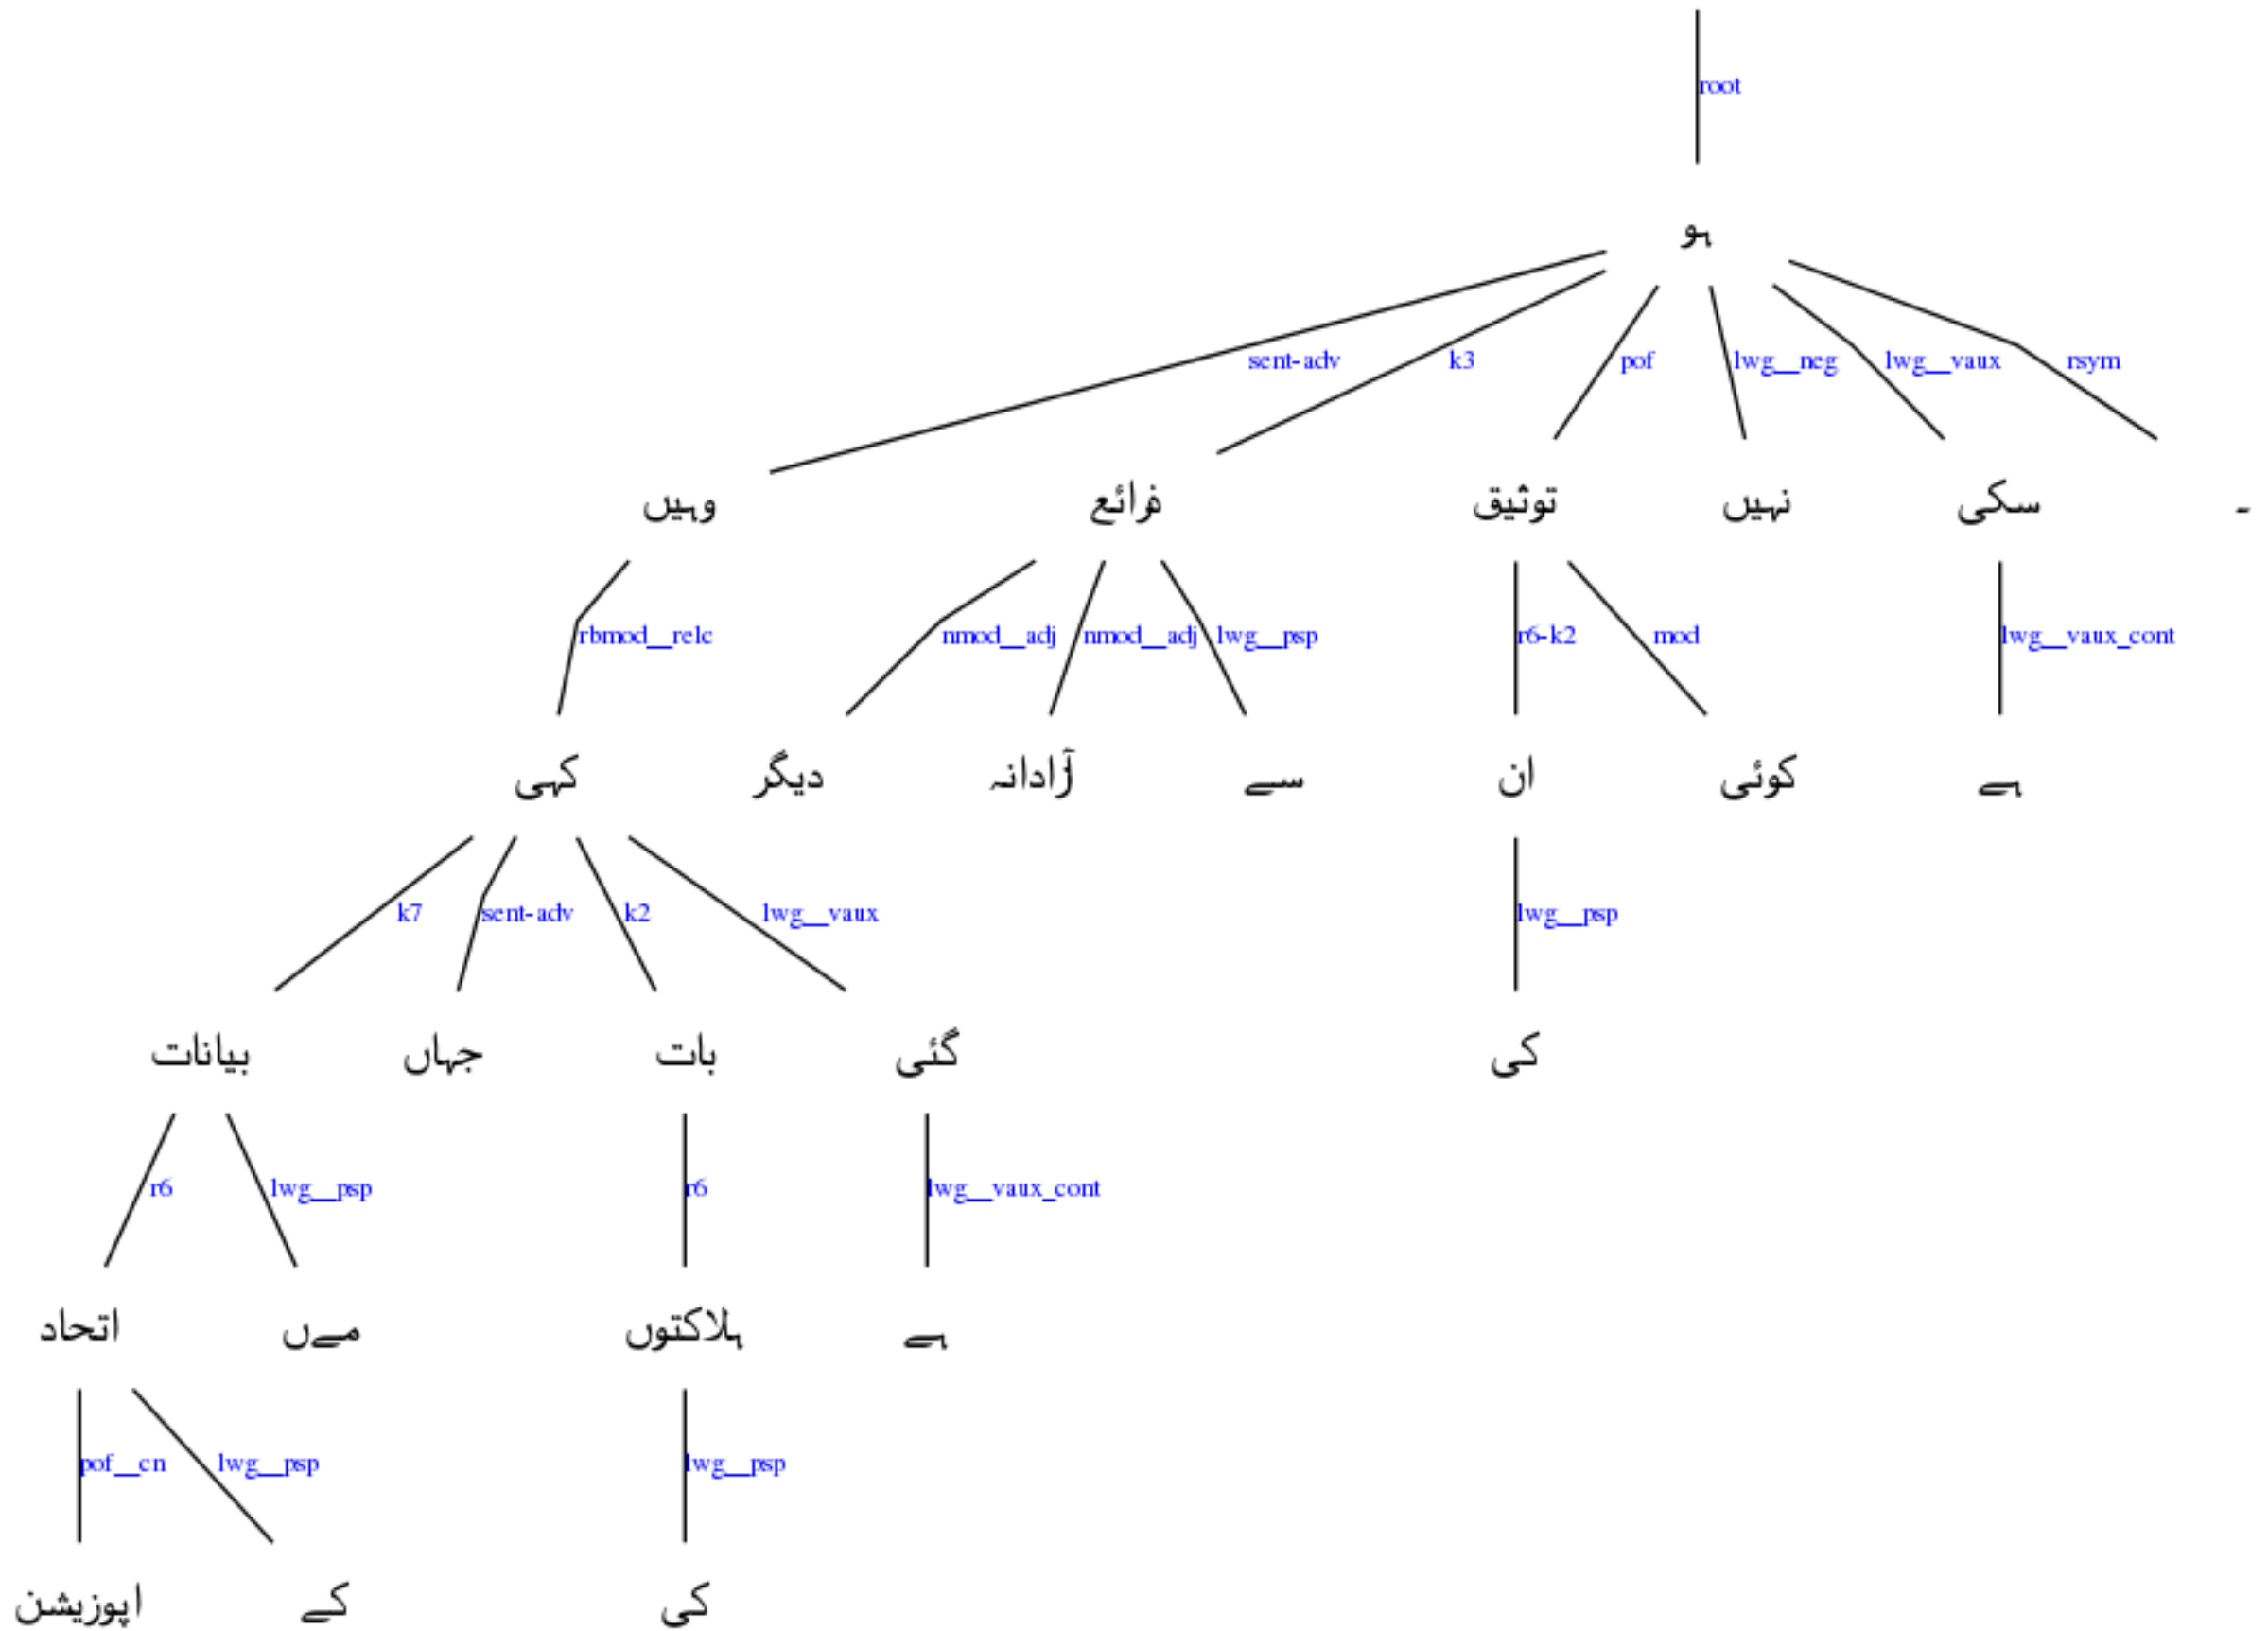 root
ہو
sent-adv k3 pof lwg__neg lwg__vaux rsym
وہیں ذرائع توثیق نہیں سکی ۔
rbmod__relc nmod__adj nmod__adj lwg__psp r6-k2 mod lwg__vaux_cont
کہی دیگر آزادانہ سے ان کوئی ہے
k7 sent-adv k2 lwg__vaux lwg__psp
بیانات جہاں بات گئی کی
r6 lwg__psp r6 lwg__vaux_cont
اتحاد مےں ہلاکتوں ہے
pof__cn lwg__psp lwg__psp
اپوزیشن کے کی